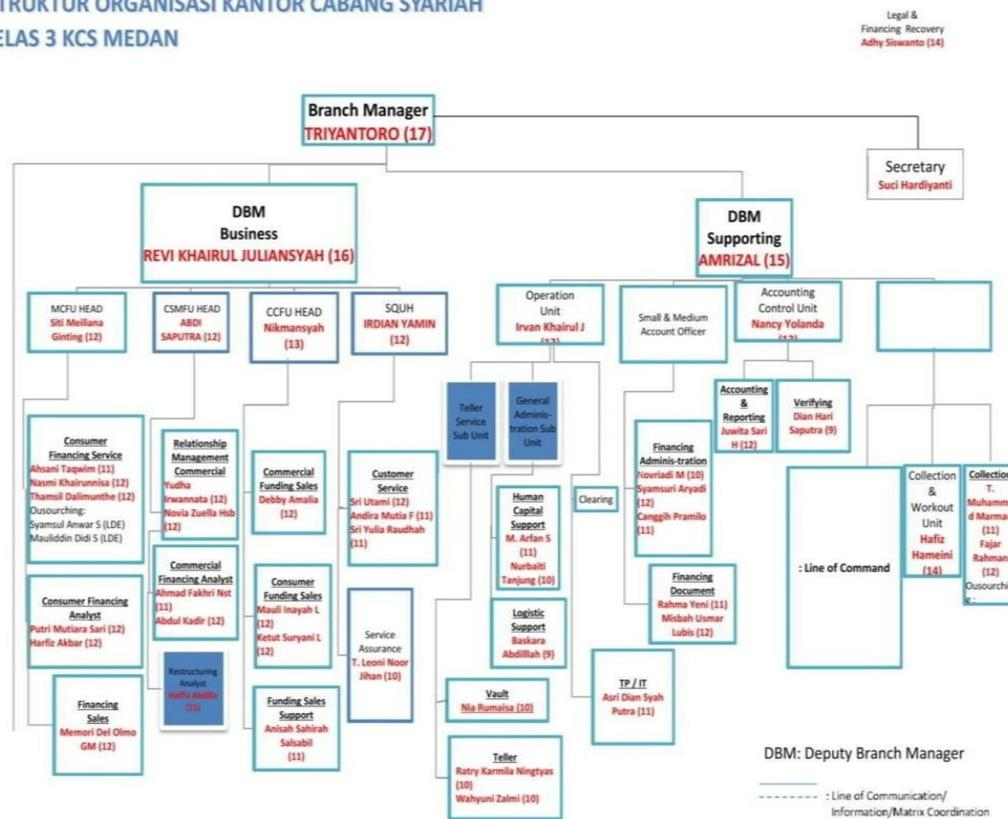 TRUKTUR ORGANISASI KANTOR CABANG SYARIAH
ELAS 3 KCS MEDAN
Legal &
Financing Recovery
Adhy Siswanto (14)
Branch Manager
TRIYANTORO (17)
Secretary
Suci Hardiyanti
DBM
Business
REVI KHAIRUL JULIANSYAH (16)
DBM
Supporting
AMRIZAL (15)
MCFU HEAD
Siti Meiliana
Ginting (12)
CSMFU HEAD
ABDI
SAPUTRA (12)
CCFU HEAD
Nikmansyah
(13)
SQUH
IRDIAN YAMIN
(12)
Operation
Unit
Irvan Khairul J
Small & Medium
Account Officer
Accounting
Control Unit
Nancy Yolanda
Teller
Service
Sub Unit
General
Adminis-
tration Sub
Unit
Accounting
&
Reporting
Juwita Sari
H (12)
Verifying
Dian Hari
Saputra (9)
Consumer
Financing Service
Ahsani Taqwim (11)
Nasmi Khairunnisa (12)
Thamsil Dalimunthe (12)
Ousourching:
Syamsul Anwar S (LDE)
Mauliddin Didi S (LDE)
Relationship
Management
Commercial
Yudha
Irwannata (12)
Novia Zuella Hsb
(12)
Commercial
Funding Sales
Debby Amalia
(12)
Customer
Service
Sri Utami (12)
Andira Mutia F (11)
Sri Yulia Raudhah
(11)
Human
Capital
Support
M. Arfan S
(11)
Nurbaiti
Tanjung (10)
Clearing
Financing
Adminis-tration
Novriadi M (10)
Syamsuri Aryadi
(12)
Canggih Pramilo
(11)
: Line of Command
Collection
&
Workout
Unit
Hafiz
Hameini
(14)
Collection
T.
Muhamm
d Marma
(11)
Fajar
Rahman
(12)
Ousourchi
Consumer Financing
Analyst
Putri Mutiara Sari (12)
Harfiz Akbar (12)
Commercial
Financing Analyst
Ahmad Fakhri Nst
(11)
Abdul Kadir (12)
Consumer
Funding Sales
Mauli Inayah L
(12)
Ketut Suryani L
(12)
Service
Assurance
T. Leoni Noor
Jihan (10)
Logistic
Support
Baskara
Abdilllah (9)
Financing
Document
Rahma Yeni (11)
Misbah Usmar
Lubis (12)
Restructuring
Analyst
(11)
Financing
Sales
Memori Del Olmo
GM (12)
Funding Sales
Support
Anisah Sahirah
Salsabil
(11)
Vault
Nia Rumaisa (10)
TP / IT
Asri Dian Syah
Putra (11)
Teller
Ratry Karmila Ningtyas
(10)
Wahyuni Zalmi (10)
DBM: Deputy Branch Manager
: Line of Communication/
Information/Matrix Coordination